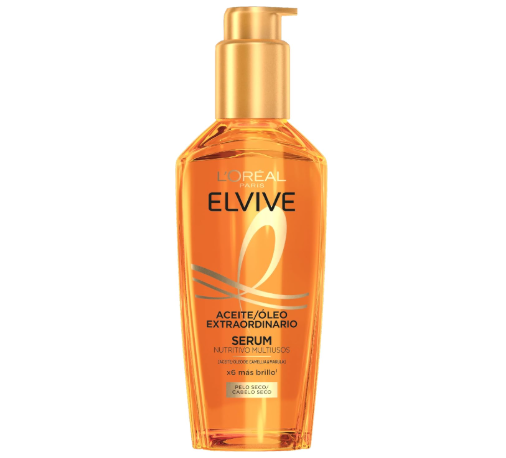 L'ORÉAL
PARIS
ELVIVE
ACEITE/ÓLEO
EXTRAORDINARIO
SERUM
NUTRITIVO MULTIUSOS
x6 más brillo¹
PELO SECO/
CABELO SECO